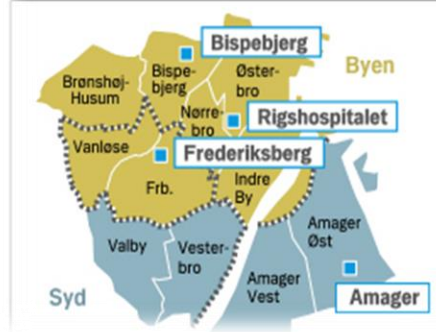 Bispebjerg
Brønshøj-
Husum
Bispe-
bjerg
Øster-
bro
Byen
Nørre-
bro
Rigshospitalet
Vanløse
Frederiksberg
Frb.
Indre
By
Valby
Vester-
bro
Amager
Øst
Amager
Vest
Syd
Amager